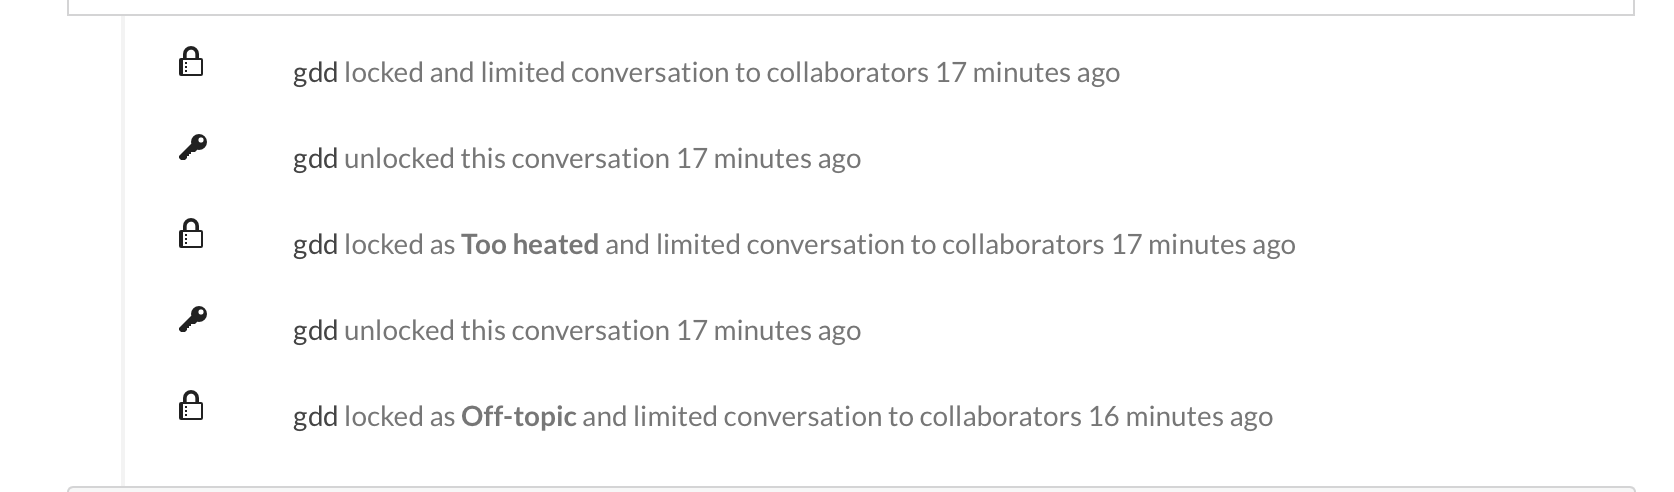 gdd locked and limited conversation to collaborators 17 minutes ago
gdd unlocked this conversation 17 minutes ago
gdd locked as Too heated and limited conversation to collaborators 17 minutes ago
gdd unlocked this conversation 17 minutes ago
gdd locked as Off-topic and limited conversation to collaborators 16 minutes ago